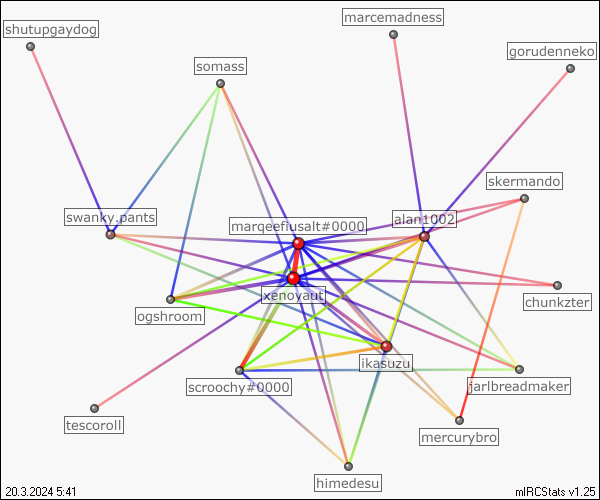 marcemadness
shutupgaydog
gorudenneko
somass
skermando
swanky.pants
alan1002
marqeefiusalt#0000
xenoyaut
chunkzter
ogshroom
ikasuzu
scroochy#0000
jarlbreadmaker
tescoroll
mercurybro
himedesu
20.3.2024 5:41
mIRCStats v1.25